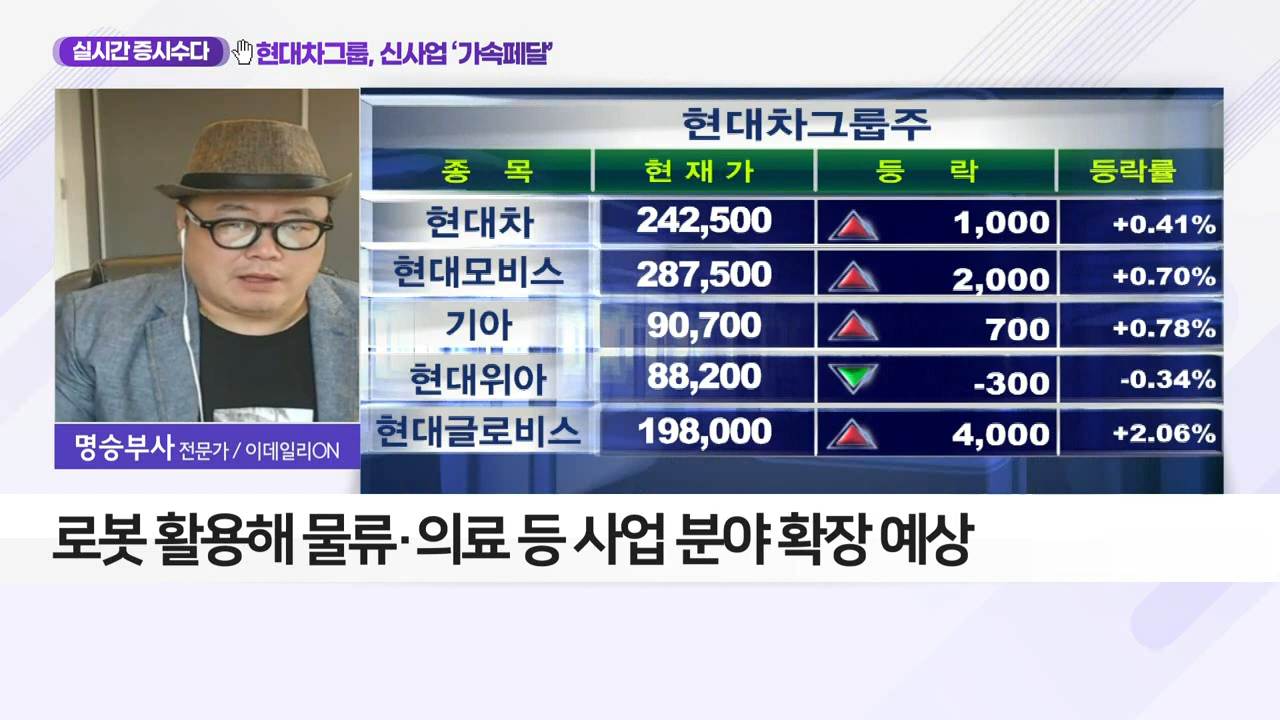 실시간 증시수다 현대차그룹, 신사업 ‘가속페달’
현대차그룹주
종 목 현 재 가 등 락 등락률
현대차 242,500 1,000 +0.41%
현대모비스 287,500 2,000 +0.70%
기아 90,700 700 +0.78%
현대위아 88,200 -300 -0.34%
현대글로비스 198,000 4,000 +2.06%
명승부사 전문가 / 이데일리ON
로봇 활용해 물류·의료 등 사업 분야 확장 예상